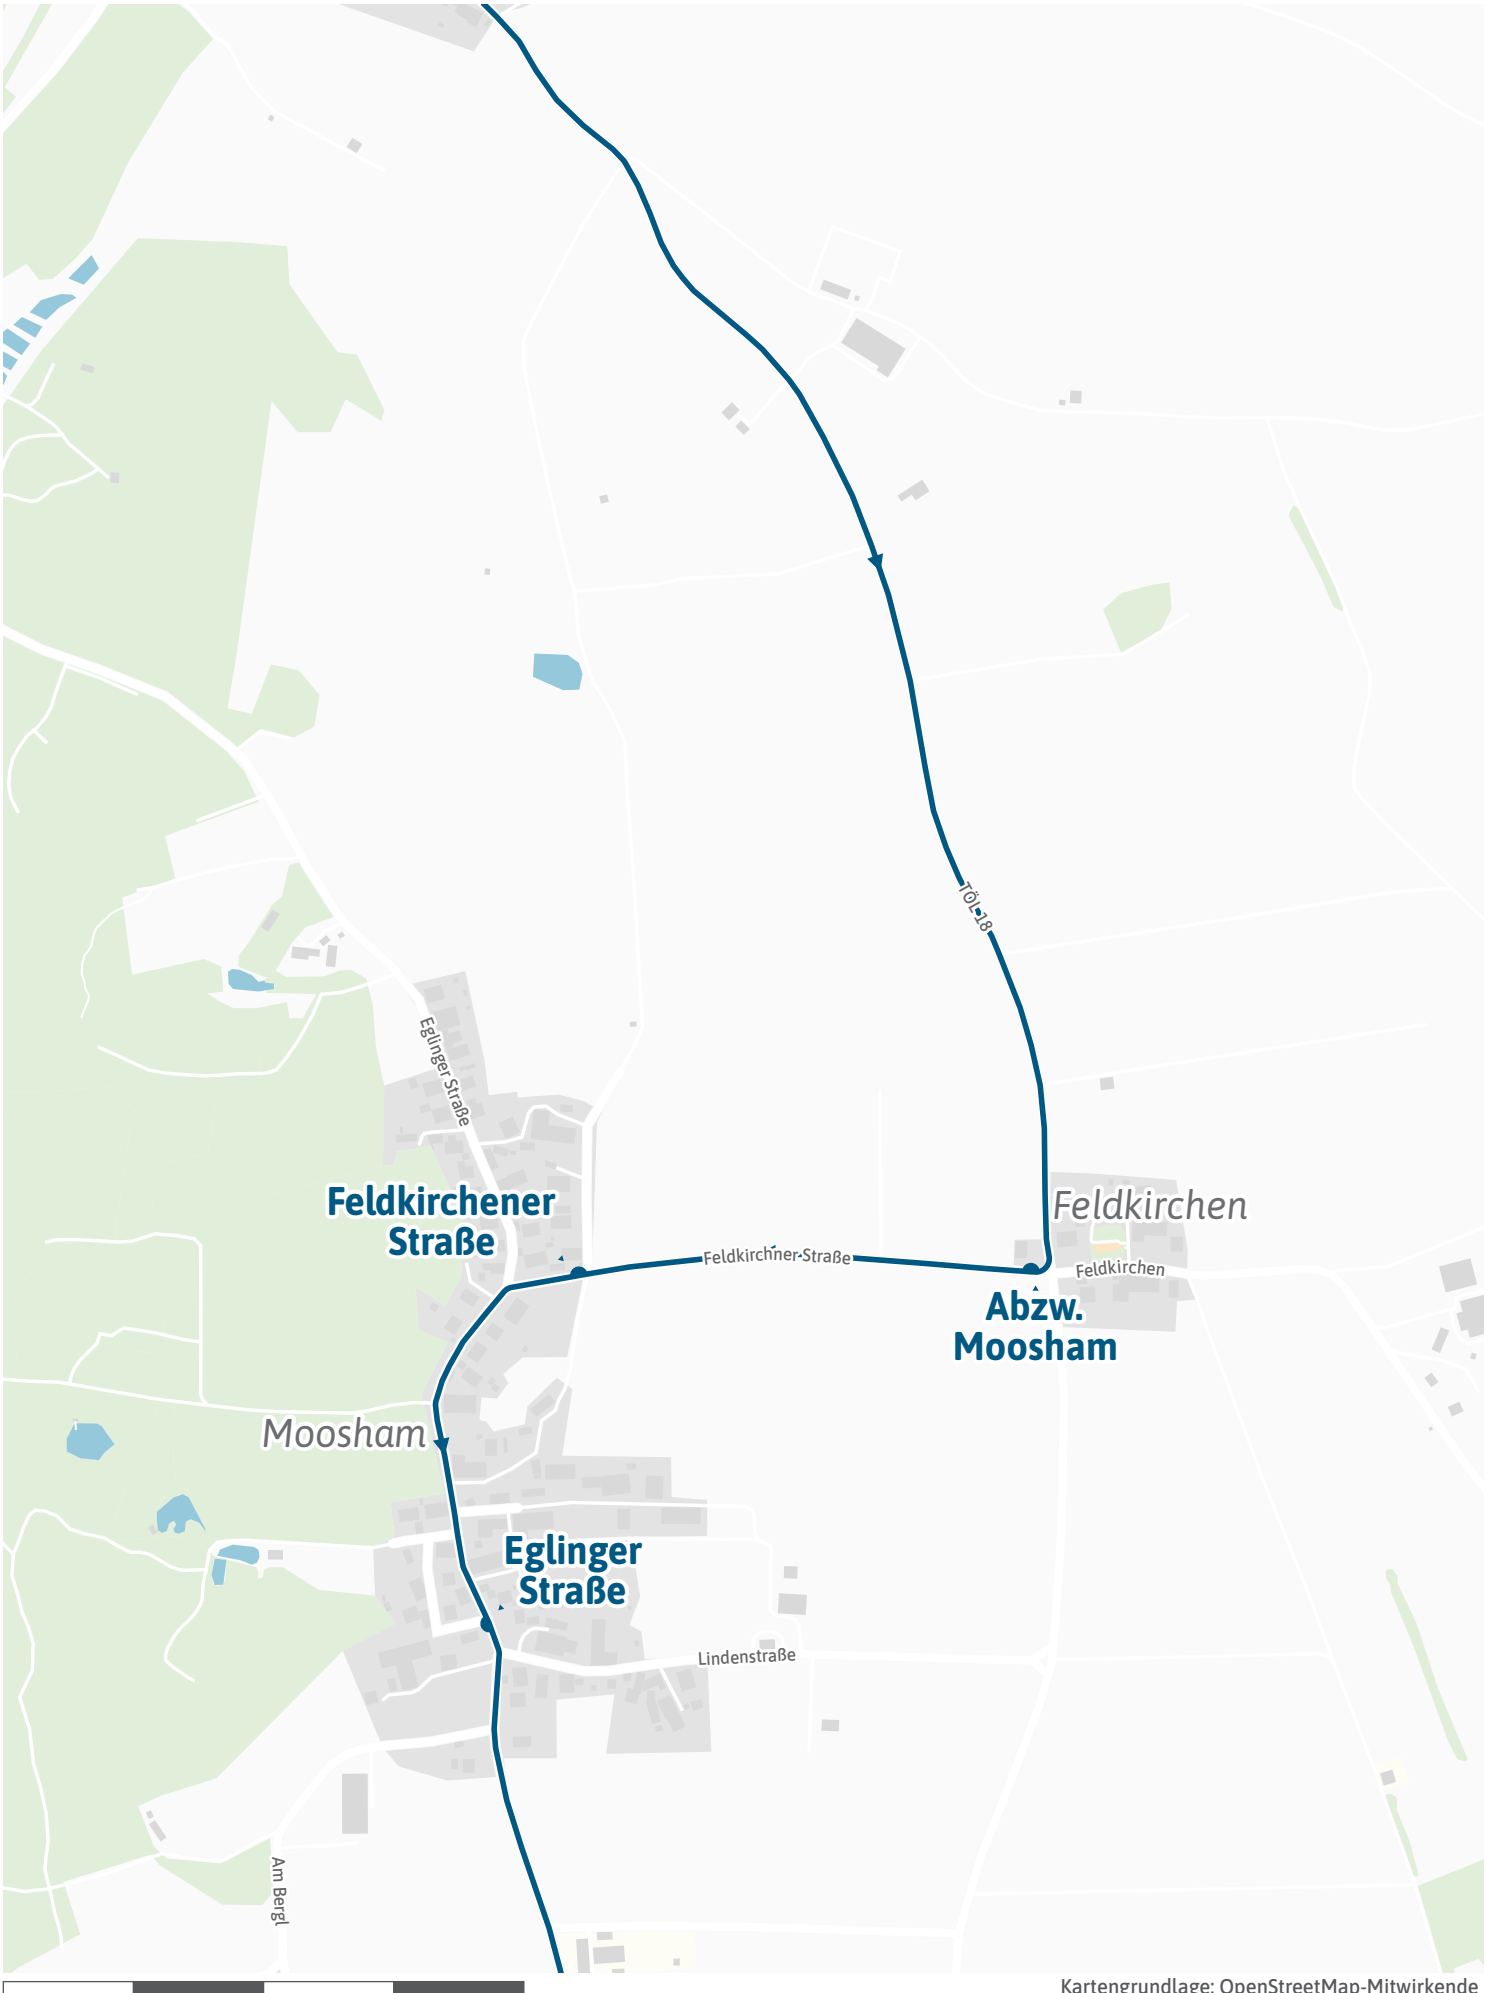 TÖL 18
Eglinger Straße
Feldkirchener
Straße
Feldkirchen
Feldkirchner-Straße
Feldkirchen
Abzw.
Moosham
Moosham
Eglinger
Straße
Lindenstraße
Am Bergl
Kartengrundlage: OpenStreetMap-Mitwirkende